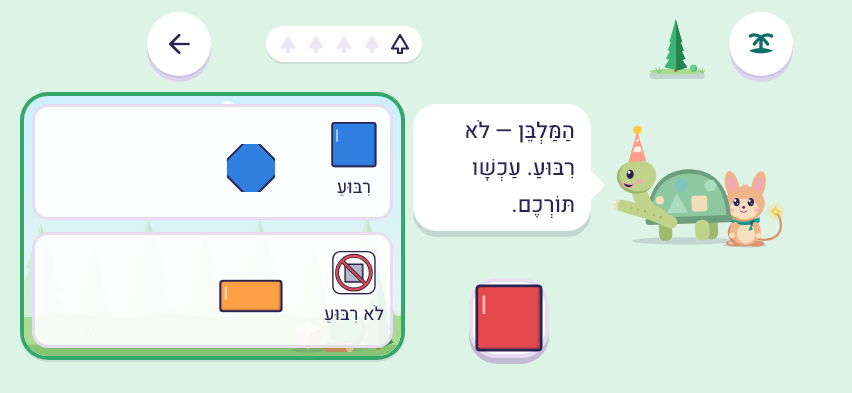 הַמַּלְבֵּן – לֹא
רִבּוּעַ. עַכְשָׁו
תּוֹרְכֶם.
רִבּוּעַ
לֹא רִבּוּעַ